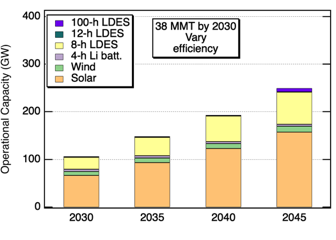 400
300
200
100
0
Operational Capacity (GW)
100-h LDES
12-h LDES
8-h LDES
4-h Li batt.
Wind
Solar
38 MMT by 2030
Vary
efficiency
2030 2035 2040 2045